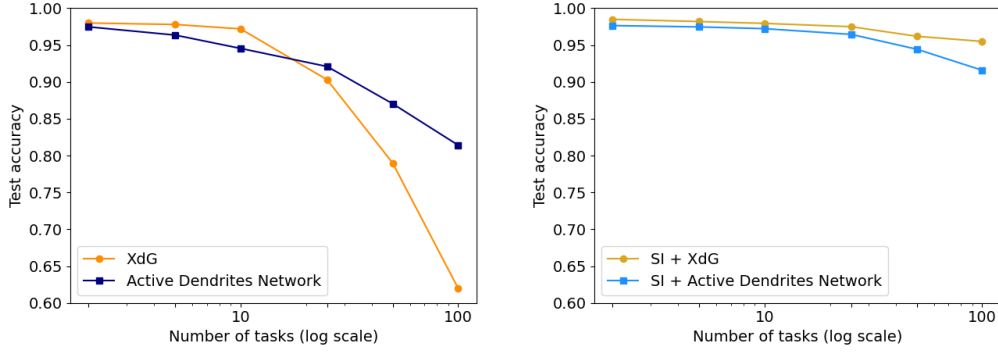 1.00
0.95
0.90
0.85
0.80
0.75
0.70
0.65
0.60
Test accuracy
XdG
Active Dendrites Network
10
100
Number of tasks (log scale)
1.00
0.95
0.90
0.85
0.80
0.75
0.70
0.65
0.60
Test accuracy
SI + XdG
SI + Active Dendrites Network
10
100
Number of tasks (log scale)